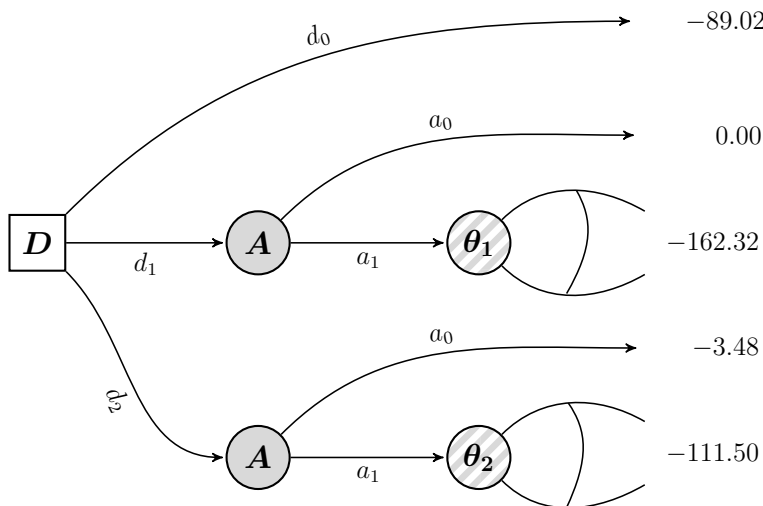 d₀ −89.02
a₀ 0.00
D d₁ A a₁ θ₁ −162.32
a₀ −3.48
d₂ A a₁ θ₂ −111.50